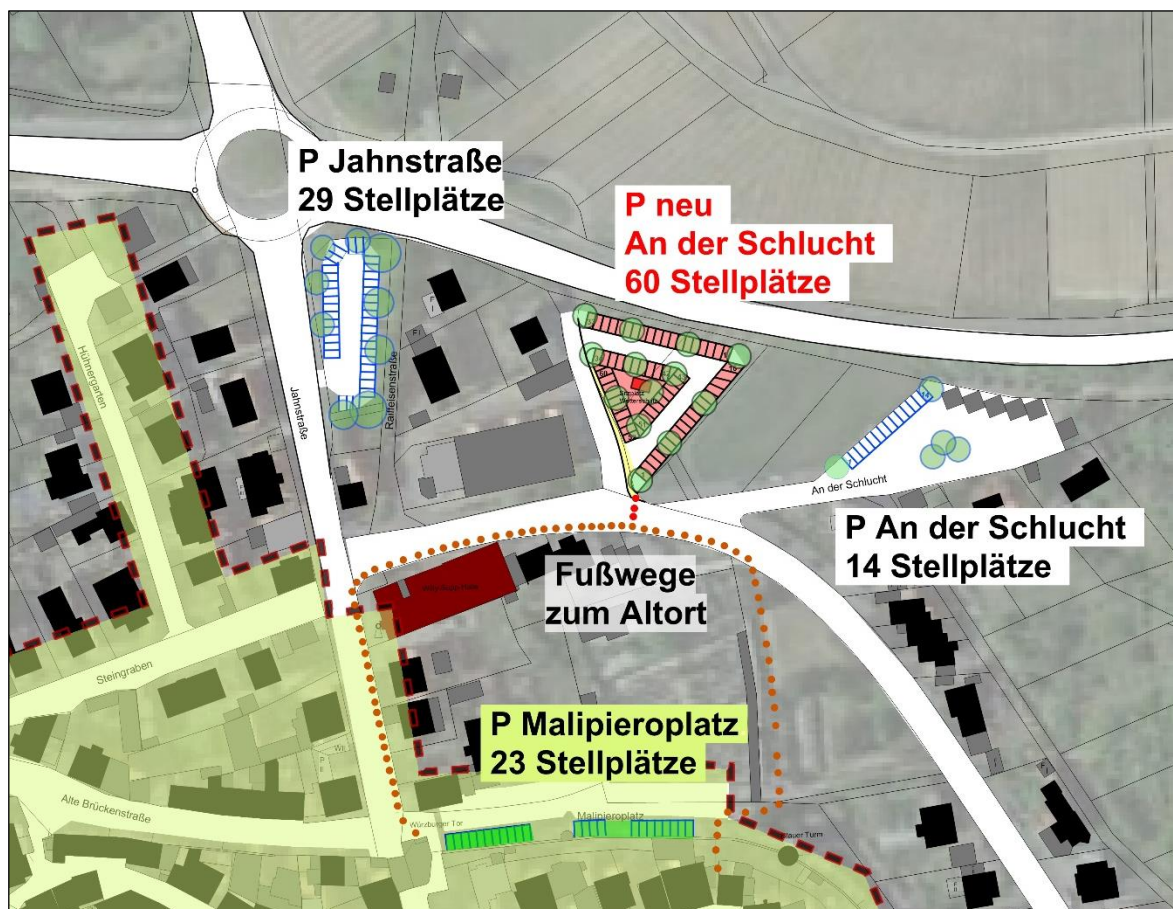 P Jahnstraße
29 Stellplätze
P neu
An der Schlucht
60 Stellplätze
Hühnergarten
Jahnstraße
Raiffeisenstraße
An der Schlucht
P An der Schlucht
14 Stellplätze
Fußwege
zum Altort
Steingraben
P Malipieroplatz
23 Stellplätze
Alte Brückenstraße
Würzburger Tor
Malipieroplatz